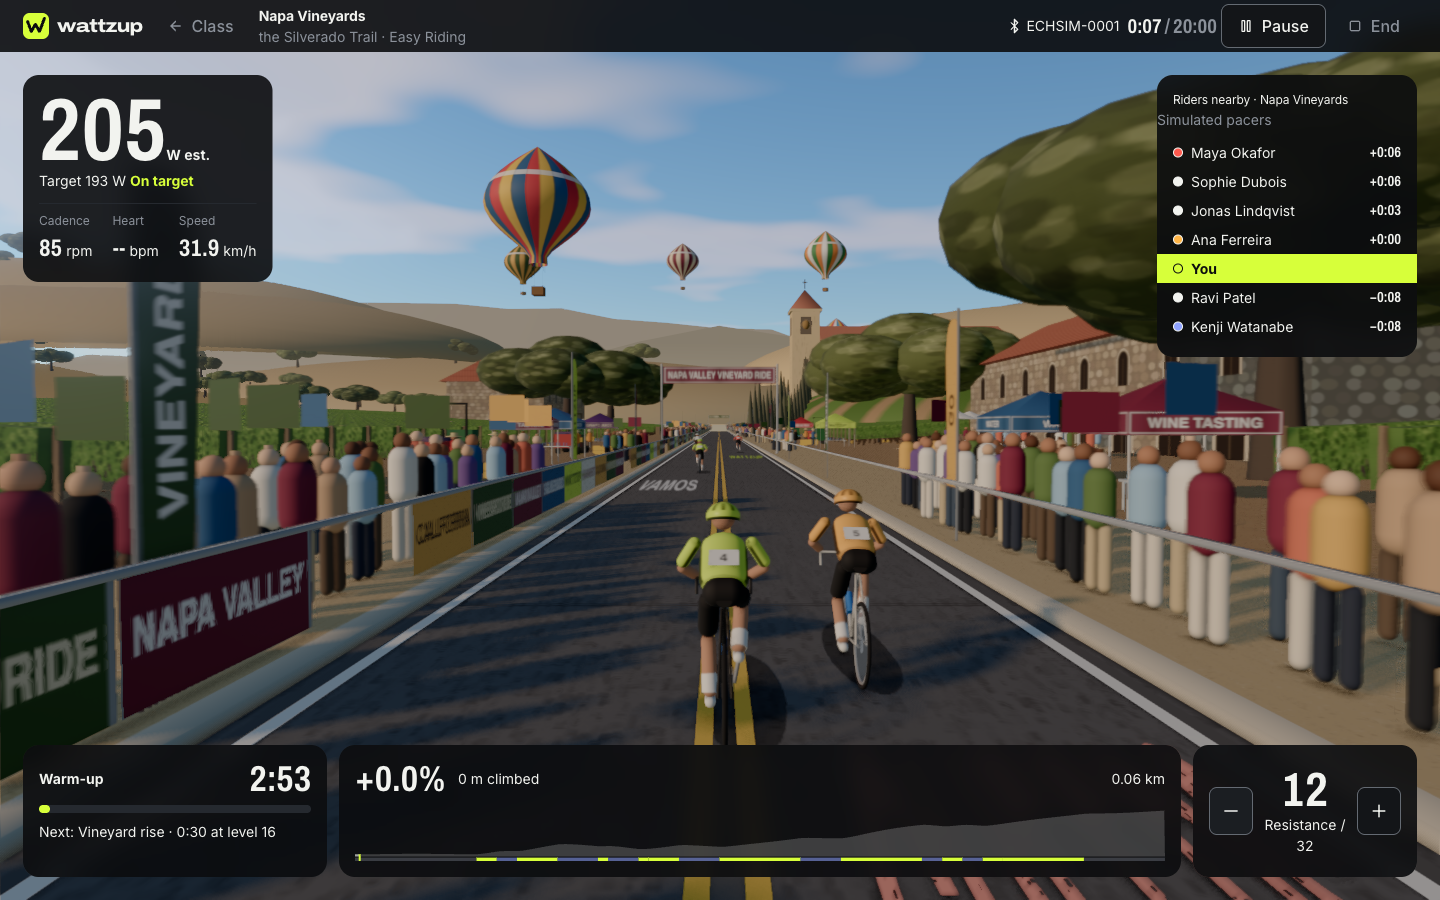 wattzup
Class
Napa Vineyards
the Silverado Trail · Easy Riding
ECHSIM-0001 0:07 / 20:00
Pause
End
205 W est.
Target 193 W On target
Cadence Heart Speed
85 rpm -- bpm 31.9 km/h
Riders nearby · Napa Vineyards
Simulated pacers
Maya Okafor +0:06
Sophie Dubois +0:06
Jonas Lindqvist +0:03
Ana Ferreira +0:00
You
Ravi Patel −0:08
Kenji Watanabe −0:08
VINEYARD
NAPA VALLEY VINEYARD RIDE
WINE TASTING
VAMOS
4
5
NAPA VALLEY
RIDE
Warm-up 2:53
Next: Vineyard rise · 0:30 at level 16
+0.0% 0 m climbed 0.06 km
12
Resistance /
32